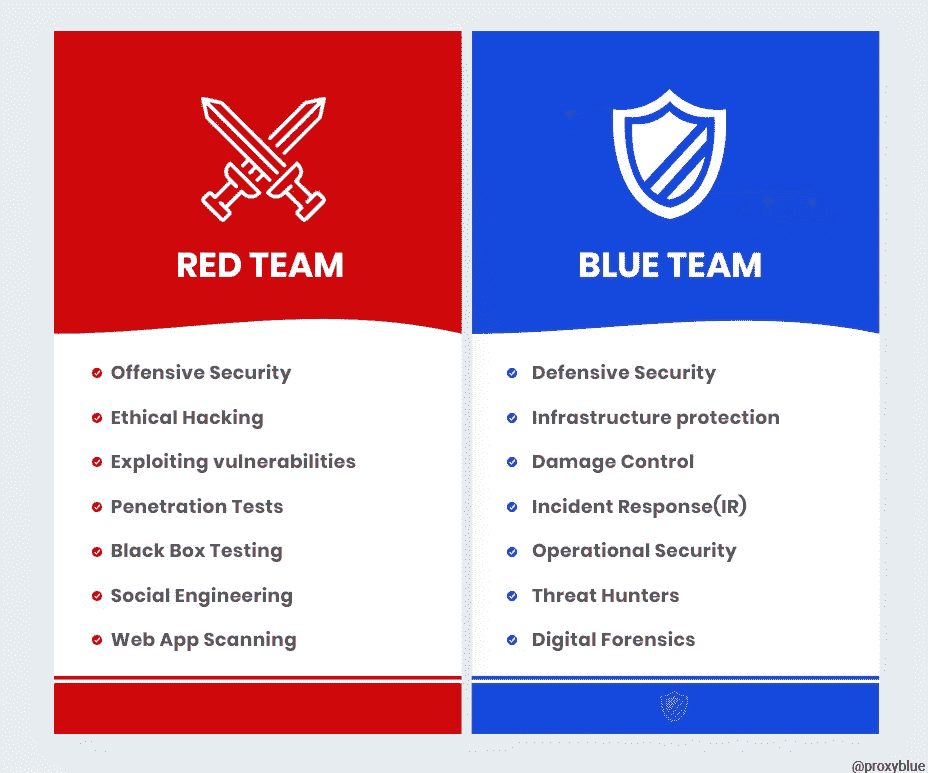 RED TEAM
Offensive Security
Ethical Hacking
Exploiting vulnerabilities
Penetration Tests
Black Box Testing
Social Engineering
Web App Scanning
BLUE TEAM
Defensive Security
Infrastructure protection
Damage Control
Incident Response(IR)
Operational Security
Threat Hunters
Digital Forensics
@proxyblue